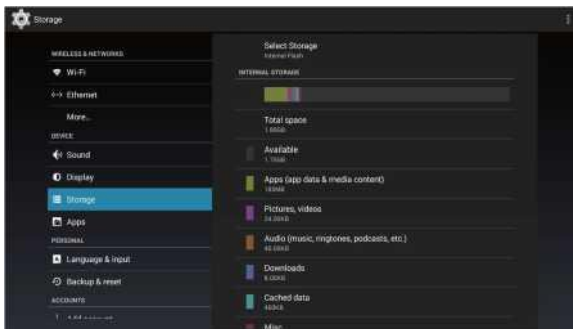 Storage
WIRELESS & NETWORKS
Wi-Fi
Ethernet
More...
DEVICE
Sound
Display
Storage
Apps
PERSONAL
Language & input
Backup & reset
ACCOUNTS
Add account
Select Storage
Internal Flash
INTERNAL STORAGE
Total space
Available
Apps (app data & media content)
Pictures, videos
Audio (music, ringtones, podcasts, etc.)
Downloads
Cached data
Misc.